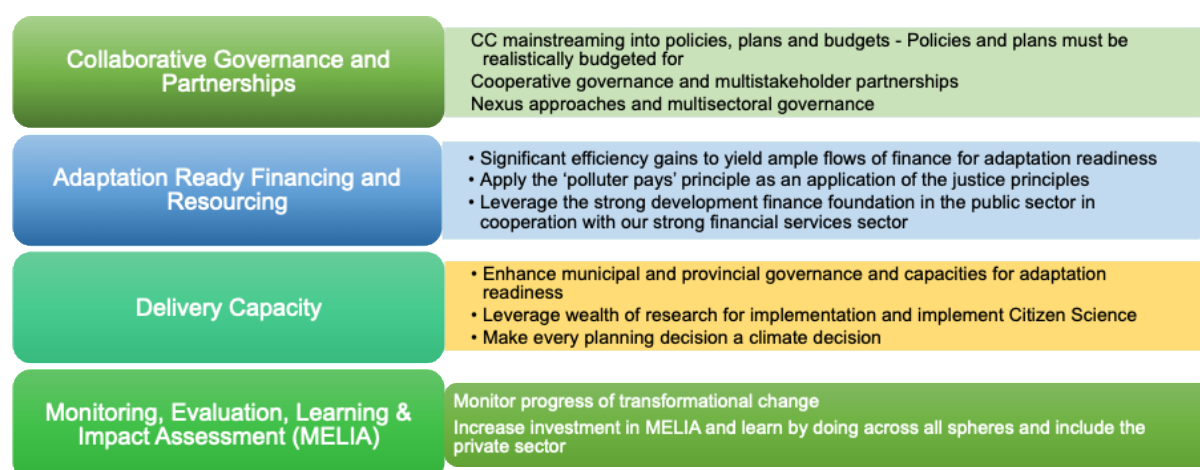 Collaborative Governance and
Partnerships
CC mainstreaming into policies, plans and budgets - Policies and plans must be
realistically budgeted for
Cooperative governance and multistakeholder partnerships
Nexus approaches and multisectoral governance
Adaptation Ready Financing and
Resourcing
• Significant efficiency gains to yield ample flows of finance for adaptation readiness
• Apply the ‘polluter pays’ principle as an application of the justice principles
• Leverage the strong development finance foundation in the public sector in
cooperation with our strong financial services sector
Delivery Capacity
• Enhance municipal and provincial governance and capacities for adaptation
readiness
• Leverage wealth of research for implementation and implement Citizen Science
• Make every planning decision a climate decision
Monitoring, Evaluation, Learning &
Impact Assessment (MELIA)
Monitor progress of transformational change
Increase investment in MELIA and learn by doing across all spheres and include the
private sector